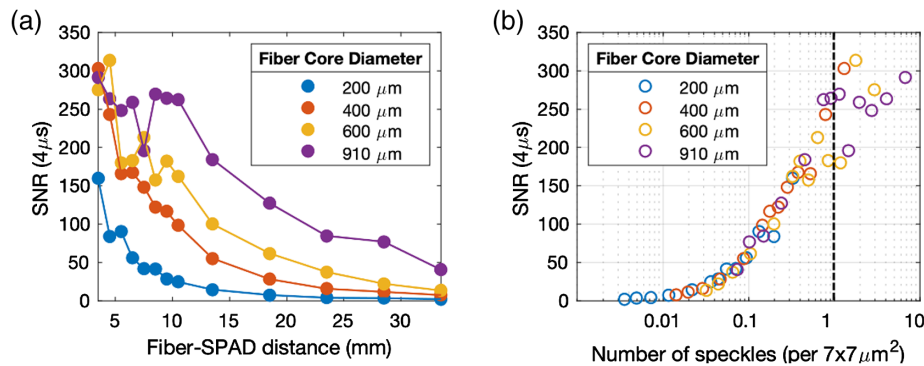 (a)
SNR (4μs)
350
300
250
200
150
100
50
0
5
10
15
20
25
30
Fiber-SPAD distance (mm)
Fiber Core Diameter
200 μm
400 μm
600 μm
910 μm
(b)
SNR (4μs)
350
300
250
200
150
100
50
0
0.01
0.1
1
10
Number of speckles (per 7x7μm²)
Fiber Core Diameter
200 μm
400 μm
600 μm
910 μm